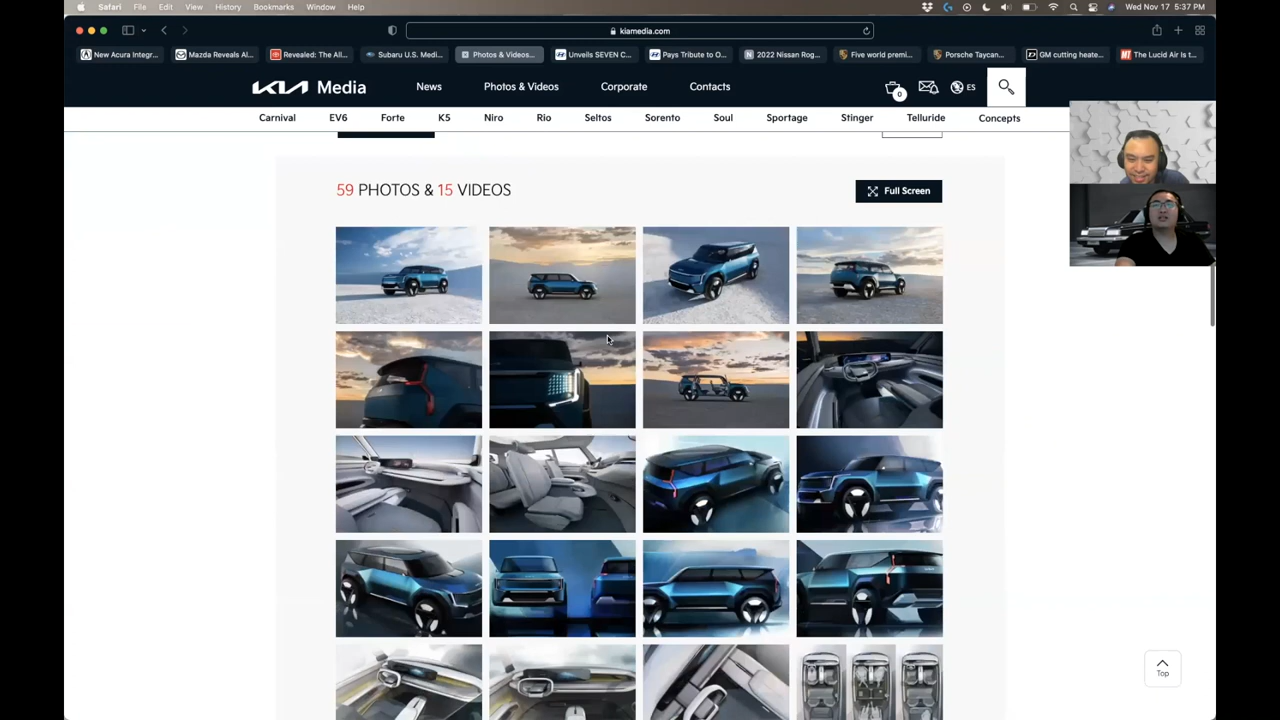 Safari File Edit View History Bookmarks Window Help Wed Nov 17 5:37 PM
kiamedia.com
New Acura Integr... Mazda Reveals Al... Revealed: The All... Subaru U.S. Medi... Photos & Videos... Unveils SEVEN C... Pays Tribute to O... 2022 Nissan Rog... Five world premi... Porsche Taycan... GM cutting heate... The Lucid Air Is t...
KIA Media News Photos & Videos Corporate Contacts 0 ES
Carnival EV6 Forte K5 Niro Rio Seltos Sorento Soul Sportage Stinger Telluride Concepts
59 PHOTOS & 15 VIDEOS Full Screen
Top